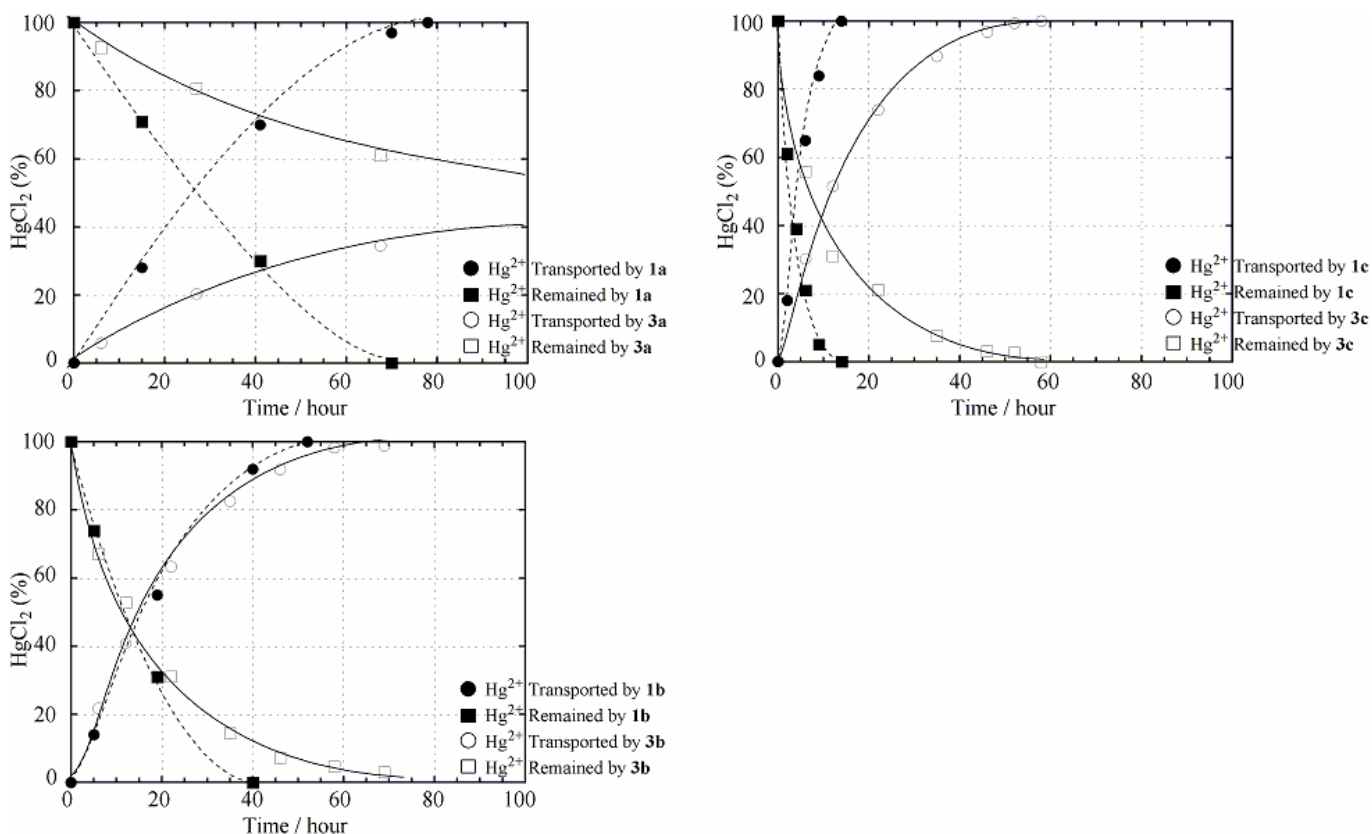 100
80
60
40
20
0
HgCl2 (%)
0 20 40 60 80 100
Time / hour
Hg2+ Transported by 1a
Hg2+ Remained by 1a
Hg2+ Transported by 3a
Hg2+ Remained by 3a
100
80
60
40
20
0
HgCl2 (%)
0 20 40 60 80 100
Time / hour
Hg2+ Transported by 1c
Hg2+ Remained by 1c
Hg2+ Transported by 3c
Hg2+ Remained by 3c
100
80
60
40
20
0
HgCl2 (%)
0 20 40 60 80 100
Time / hour
Hg2+ Transported by 1b
Hg2+ Remained by 1b
Hg2+ Transported by 3b
Hg2+ Remained by 3b